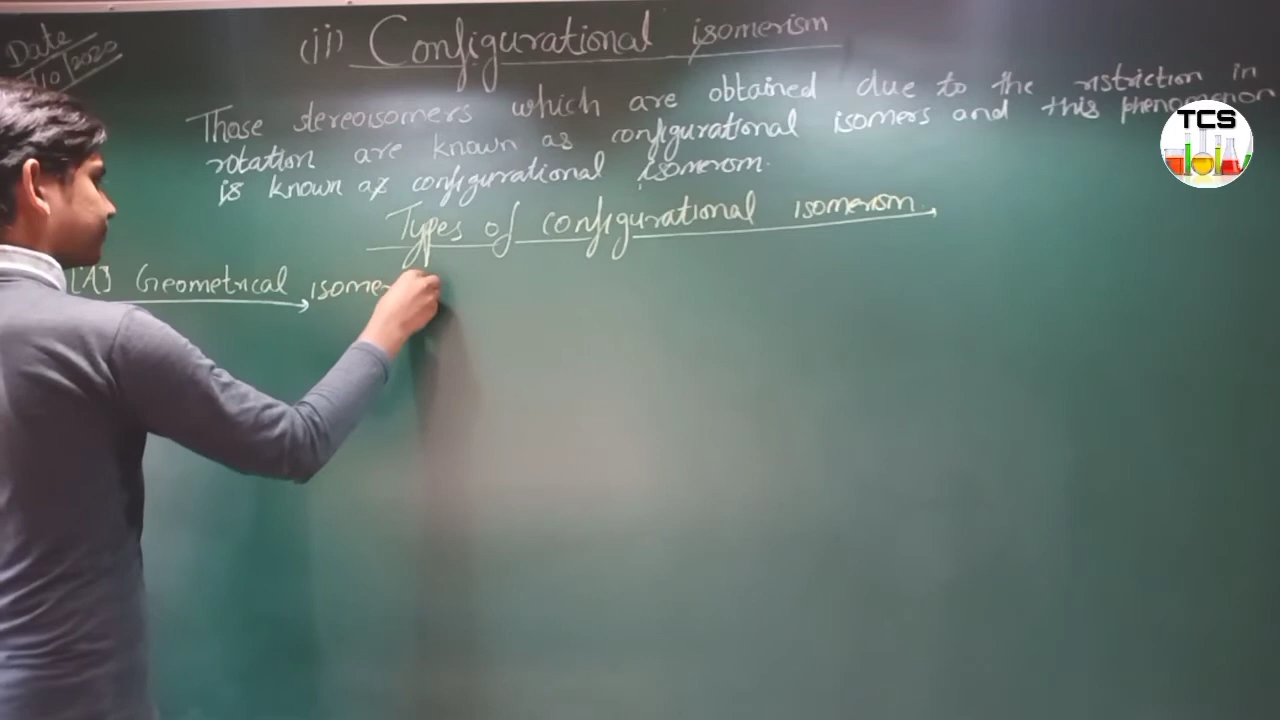 Date
/10/2020
(ii) Configurational isomerism
Those stereoisomers which are obtained due to the ristriction in
rotation are known as configurational isomers and this phenomenon
is known as configurational isomerism.
Types of configurational isomerism
[A] Geometrical isome
TCS